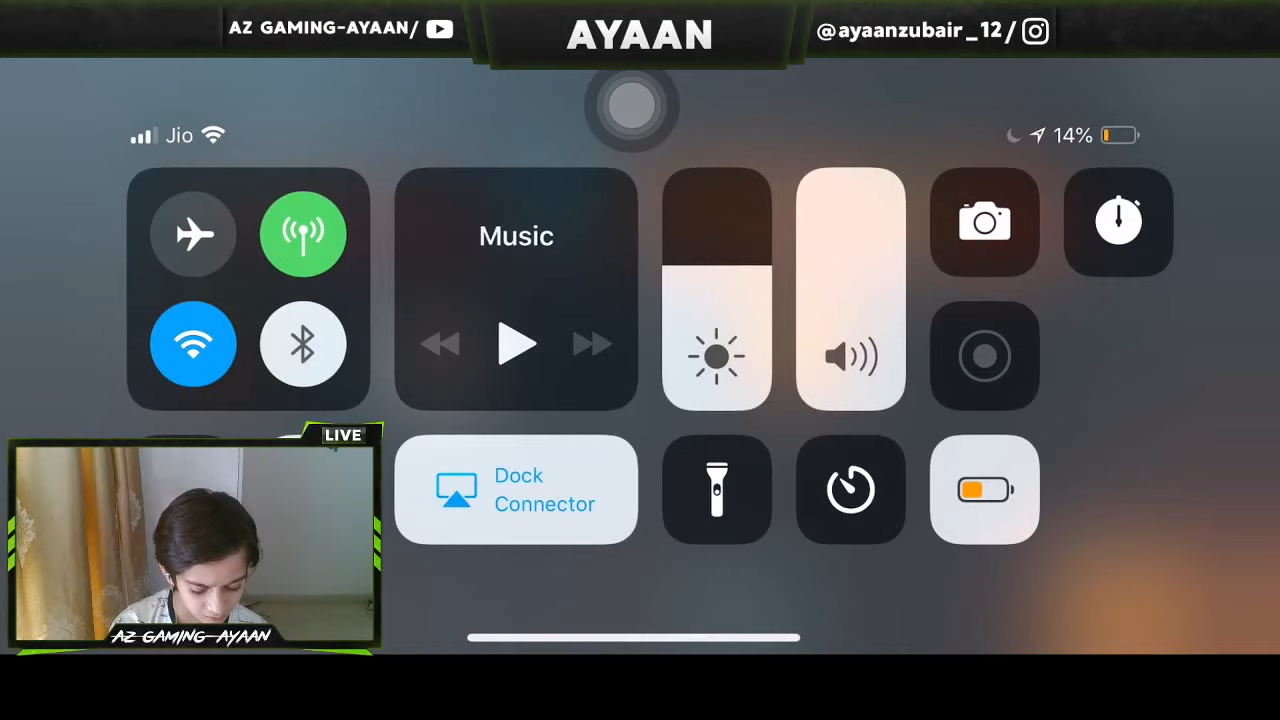 AZ GAMING-AYAAN/
AYAAN
@ayaanzubair_12/
Jio
14%
Music
Dock
Connector
LIVE
AZ GAMING-AYAAN